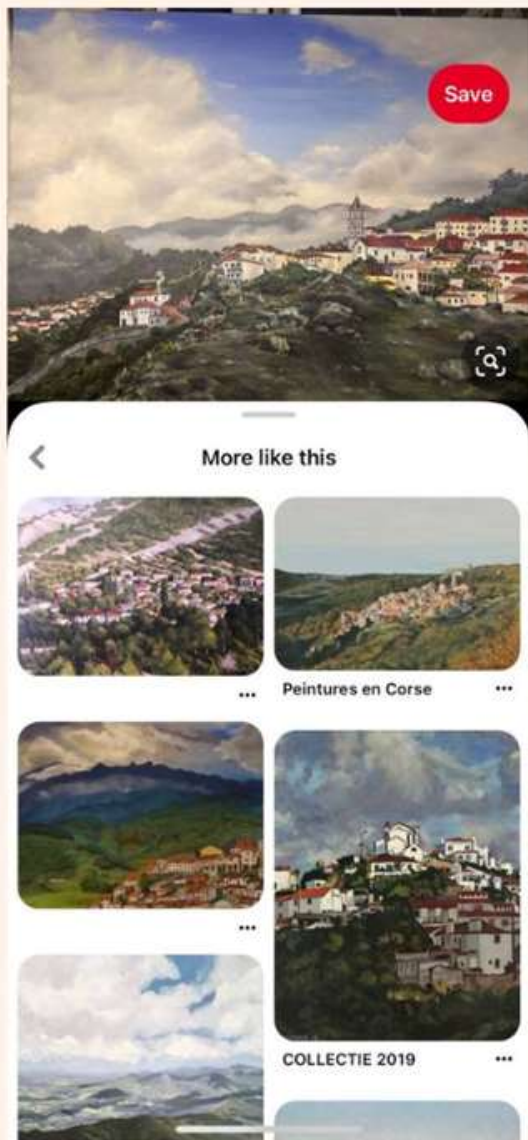 Save
More like this
...
Peintures en Corse
...
...
COLLECTIE 2019
...